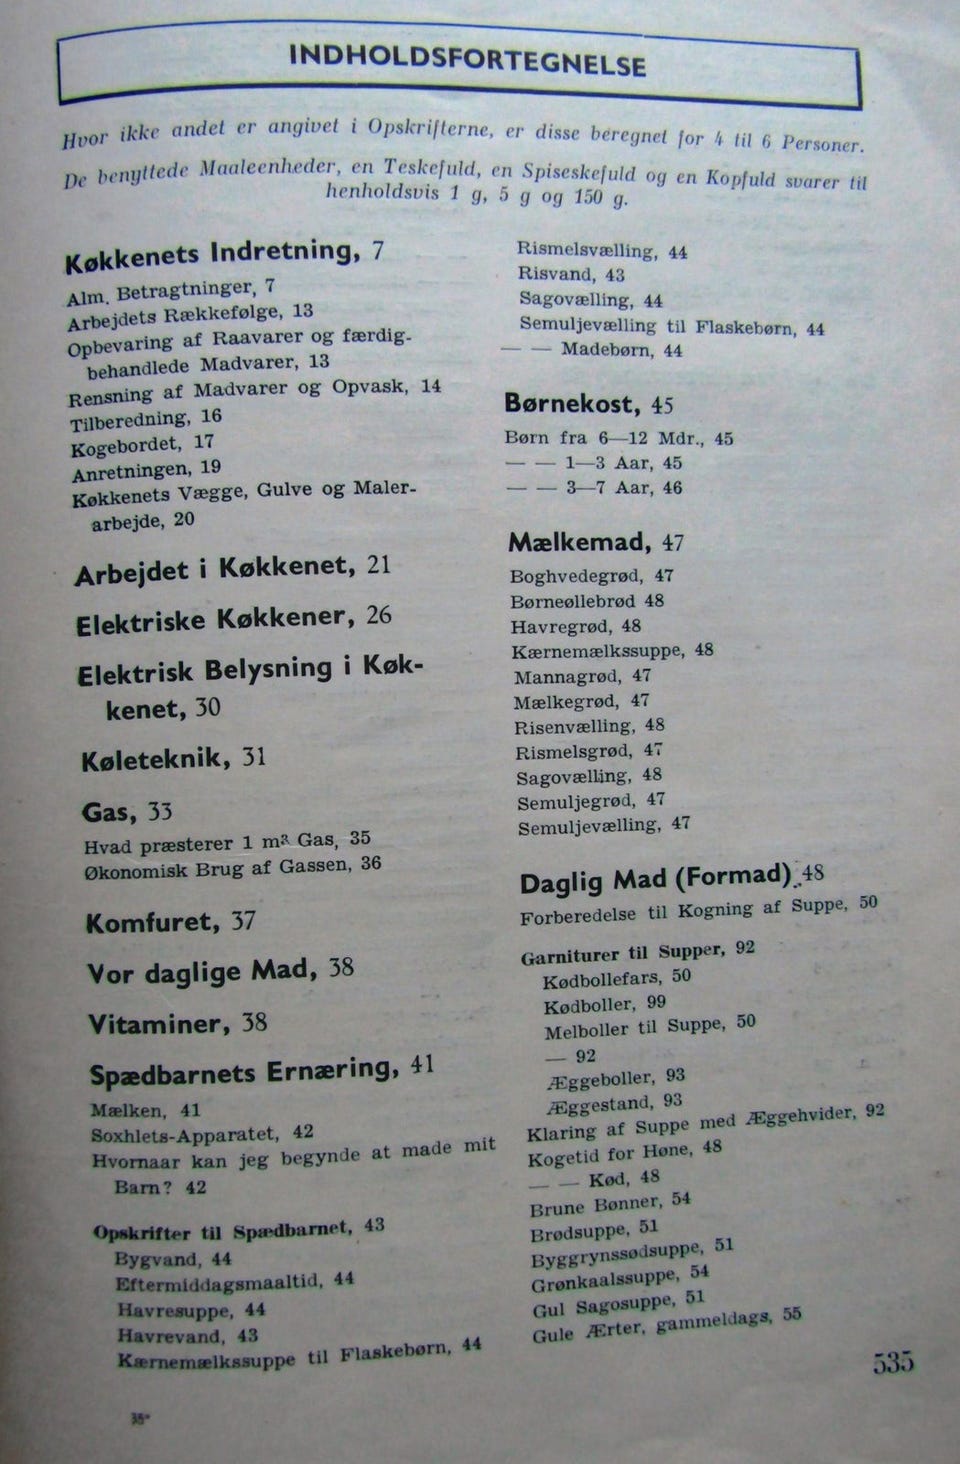 INDHOLDSFORTEGNELSE
Hvor ikke andet er angivet i Opskrifterne, er disse beregnet for 4 til 6 Personer.
De benyttede Maaleenheder, en Teskefuld, en Spiseskefuld og en Kopfuld svarer til
henholdsvis 1 g, 5 g og 150 g.
Køkkenets Indretning, 7
Alm. Betragtninger, 7
Arbejdets Rækkefølge, 13
Opbevaring af Raavarer og færdig-
behandlede Madvarer, 13
Rensning af Madvarer og Opvask, 14
Tilberedning, 16
Kogebordet, 17
Anretningen, 19
Køkkenets Vægge, Gulve og Maler-
arbejde, 20
Arbejdet i Køkkenet, 21
Elektriske Køkkener, 26
Elektrisk Belysning i Køk-
kenet, 30
Køleteknik, 31
Gas, 33
Hvad præsterer 1 m³ Gas, 35
Økonomisk Brug af Gassen, 36
Komfuret, 37
Vor daglige Mad, 38
Vitaminer, 38
Spædbarnets Ernæring, 41
Mælken, 41
Soxhlets-Apparatet, 42
Hvornaar kan jeg begynde at made mit
Barn? 42
Opskrifter til Spædbarnet, 43
Bygvand, 44
Eftermiddagsmaaltid, 44
Havresuppe, 44
Havrevand, 43
Kærnemælkssuppe til Flaskebørn, 44
Rismelsvælling, 44
Risvand, 43
Sagovælling, 44
Semuljevælling til Flaskebørn, 44
— — Madebørn, 44
Børnekost, 45
Børn fra 6—12 Mdr., 45
— — 1—3 Aar, 45
— — 3—7 Aar, 46
Mælkemad, 47
Boghvedegrød, 47
Børneøllebrød 48
Havregrød, 48
Kærnemælkssuppe, 48
Mannagrød, 47
Mælkegrød, 47
Risenvælling, 48
Rismelsgrød, 47
Sagovælling, 48
Semuljegrød, 47
Semuljevælling, 47
Daglig Mad (Formad), 48
Forberedelse til Kogning af Suppe, 50
Garniturer til Supper, 92
Kødbollefars, 50
Kødboller, 99
Melboller til Suppe, 50
— 92
Æggeboller, 93
Æggestand, 93
Klaring af Suppe med Æggehvider, 92
Kogetid for Høne, 48
— — Kød, 48
Brune Bønner, 54
Brødsuppe, 51
Byggrynssødsuppe, 51
Grønkaalssuppe, 54
Gul Sagosuppe, 51
Gule Ærter, gammeldags, 55
535